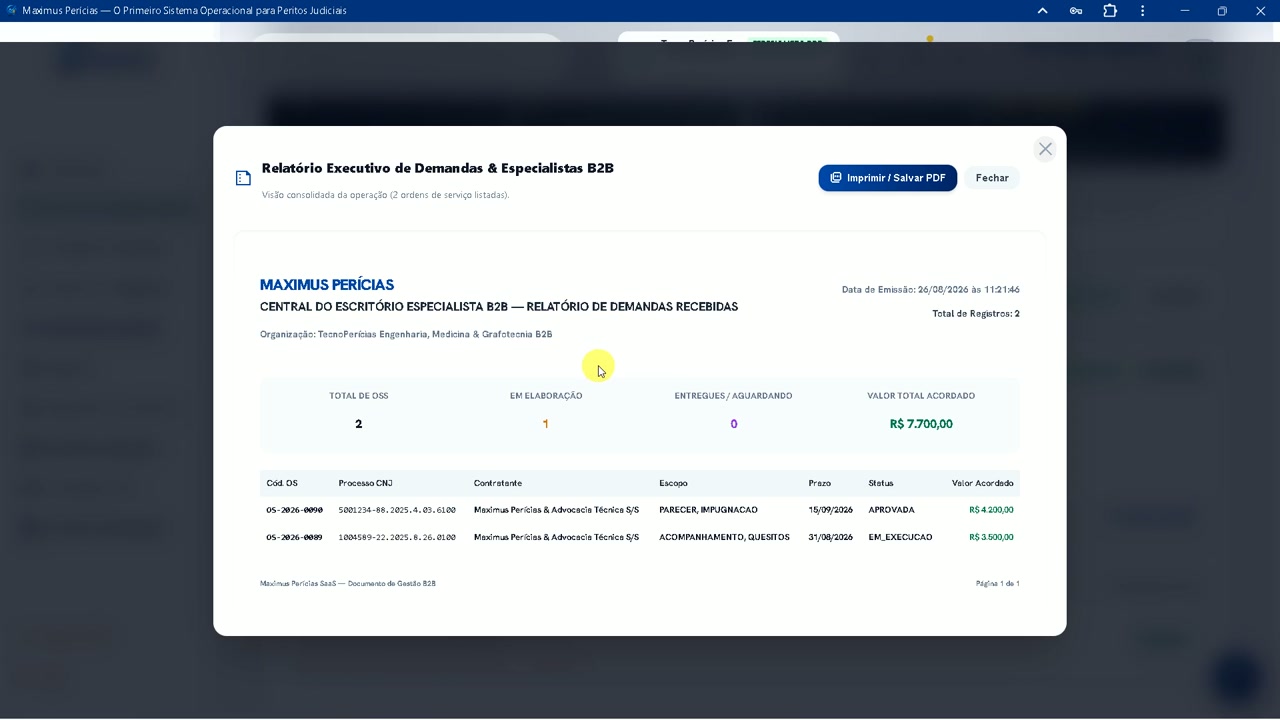 Maximus Perícias — O Primeiro Sistema Operacional para Peritos Judiciais
Relatório Executivo de Demandas & Especialistas B2B
Visão consolidada da operação (2 ordens de serviço listadas).
Imprimir / Salvar PDF
Fechar
MAXIMUS PERÍCIAS
CENTRAL DO ESCRITÓRIO ESPECIALISTA B2B — RELATÓRIO DE DEMANDAS RECEBIDAS
Organização: TecnoPerícias Engenharia, Medicina & Grafotecnia B2B
Data de Emissão: 26/08/2026 às 11:21:46
Total de Registros: 2
TOTAL DE OSS EM ELABORAÇÃO ENTREGUES / AGUARDANDO VALOR TOTAL ACORDADO
2 1 0 R$ 7.700,00
Cód. OS Processo CNJ Contratante Escopo Prazo Status Valor Acordado
OS-2026-0090 5001234-88.2025.4.03.6100 Maximus Perícias & Advocacia Técnica S/S PARECER, IMPUGNACAO 15/09/2026 APROVADA R$ 4.200,00
OS-2026-0089 1004589-22.2025.8.26.0100 Maximus Perícias & Advocacia Técnica S/S ACOMPANHAMENTO, QUESITOS 31/08/2026 EM_EXECUCAO R$ 3.500,00
Maximus Perícias SaaS — Documento de Gestão B2B
Página 1 de 1